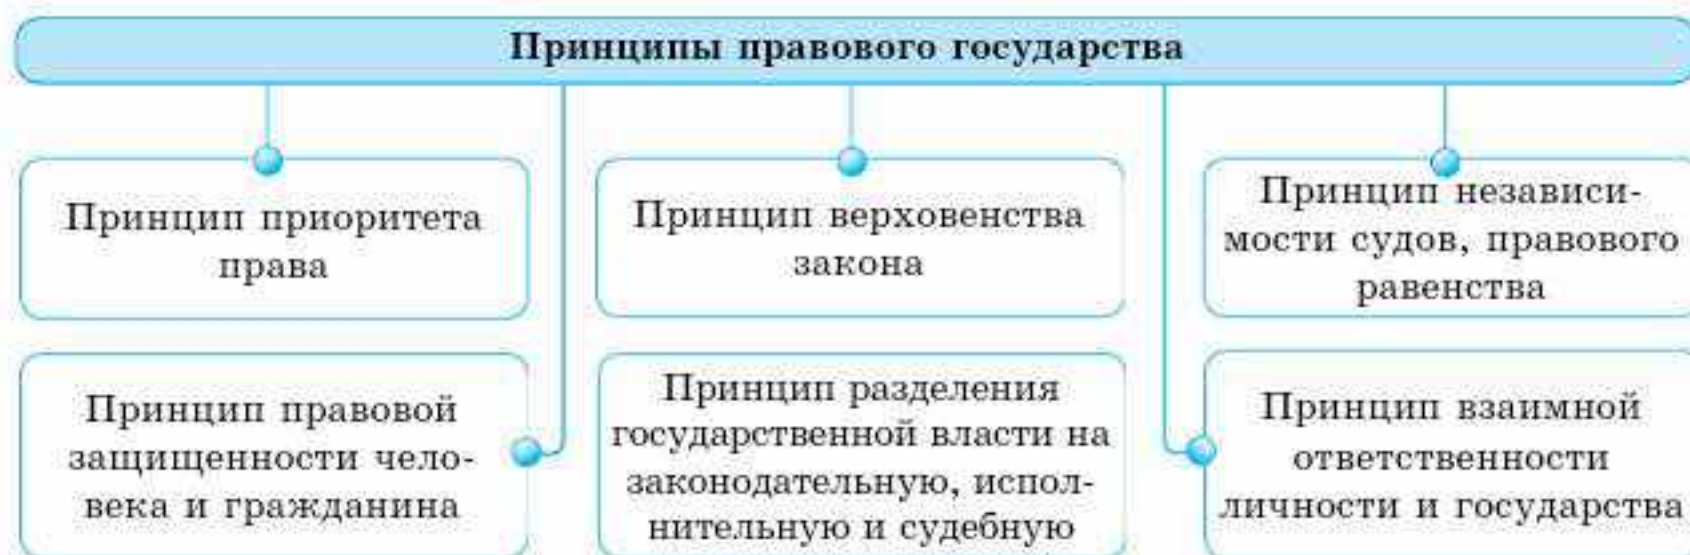 Принципы правового государства
Принцип приоритета
права
Принцип верховенства
закона
Принцип независи-
мости судов, правового
равенства
Принцип правовой
защищенности чело-
века и гражданина
Принцип разделения
государственной власти на
законодательную, испол-
нительную и судебную
Принцип взаимной
ответственности
личности и государства